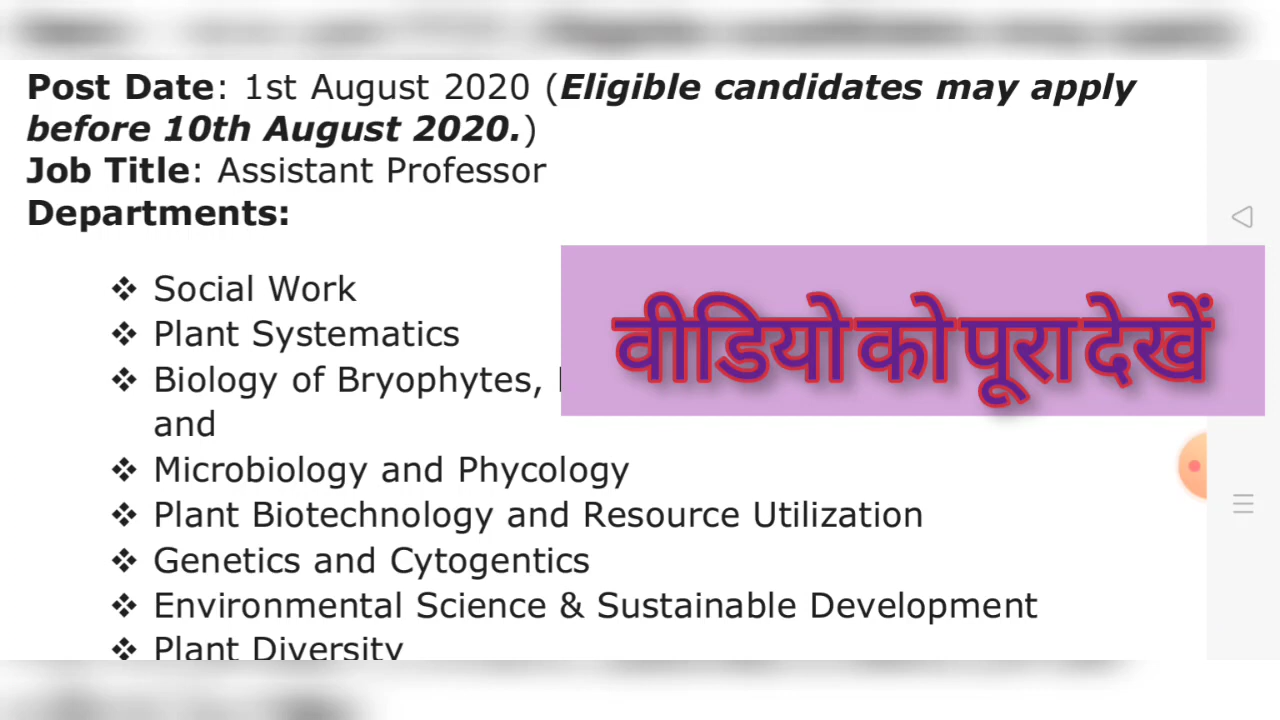 Post Date: 1st August 2020 (Eligible candidates may apply
before 10th August 2020.)
Job Title: Assistant Professor
Departments:
❖ Social Work
❖ Plant Systematics
❖ Biology of Bryophytes,
and
❖ Microbiology and Phycology
❖ Plant Biotechnology and Resource Utilization
❖ Genetics and Cytogentics
❖ Environmental Science & Sustainable Development
❖ Plant Diversity
वीडियो को पूरा देखें